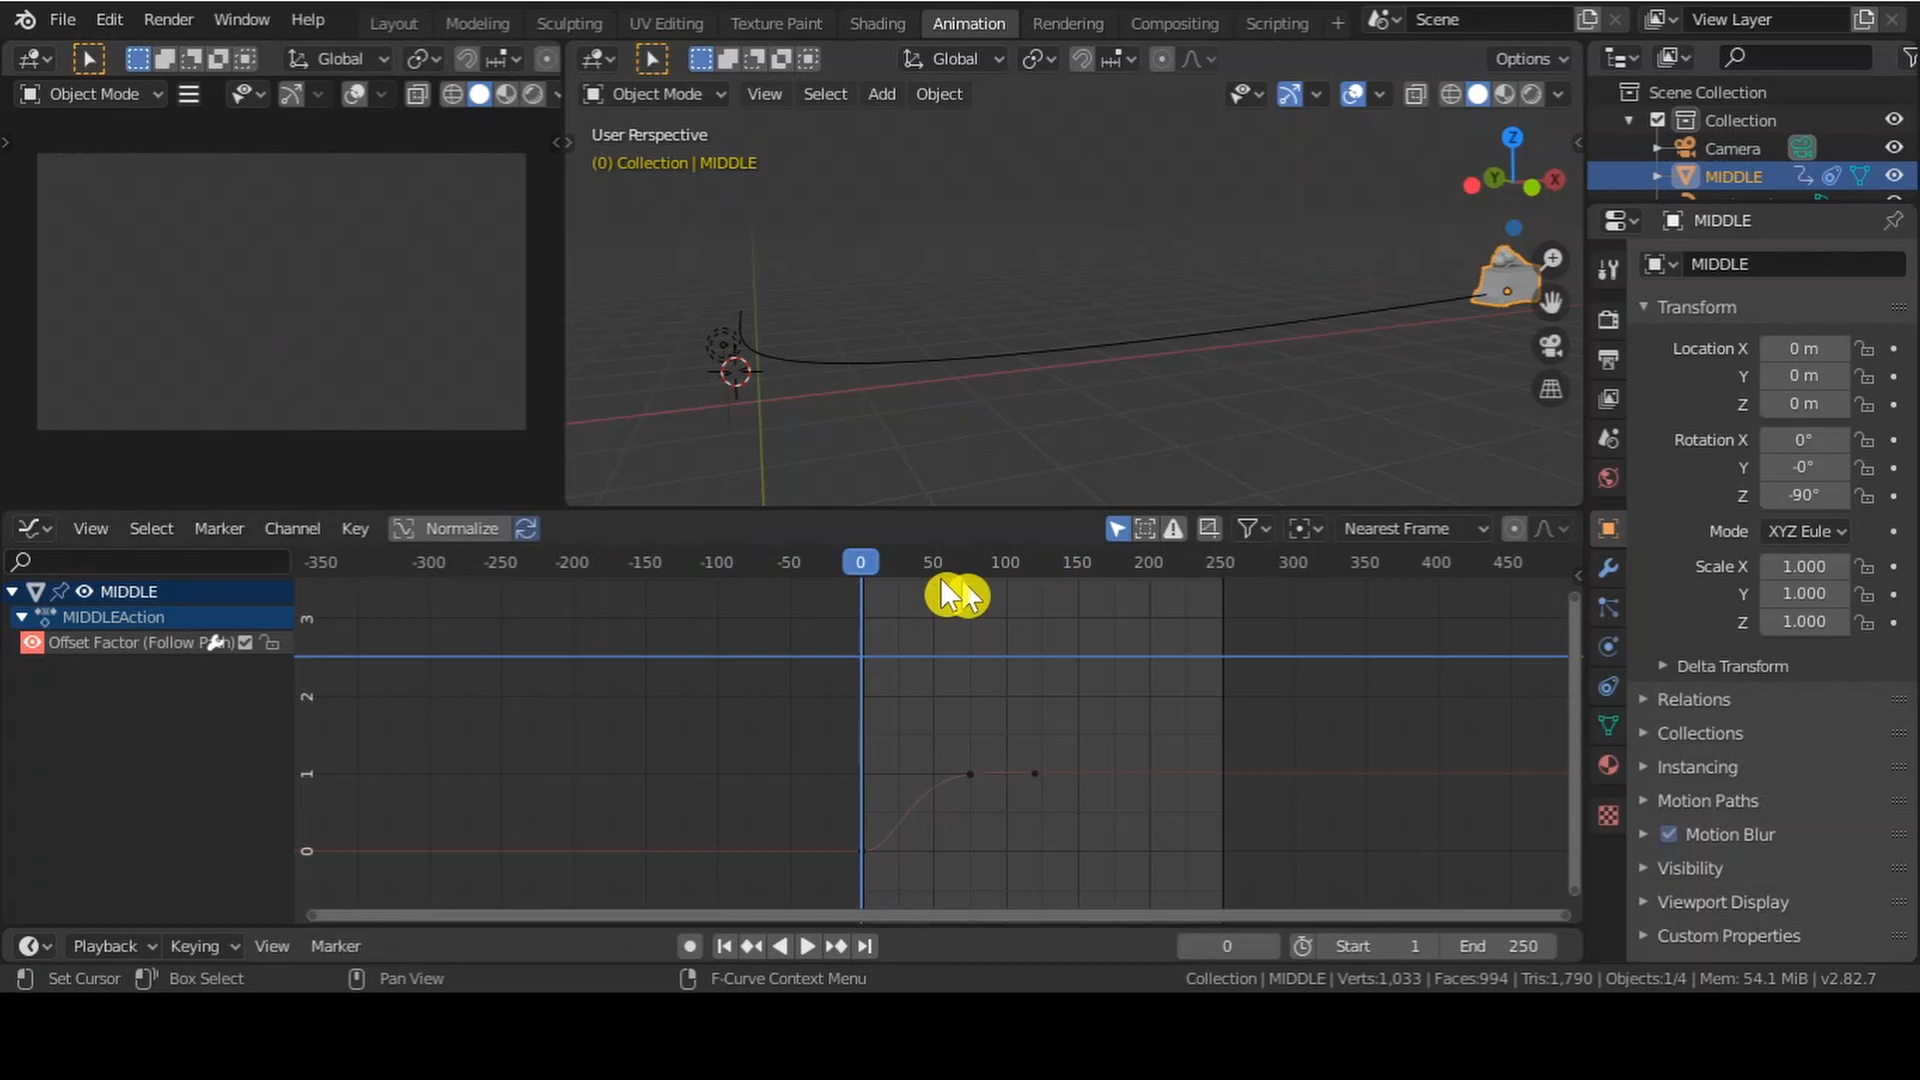 File Edit Render Window Help Layout Modeling Sculpting UV Editing Texture Paint Shading Animation Rendering Compositing Scripting + Scene View Layer
Global Global Options
Object Mode Object Mode View Select Add Object
Scene Collection
Collection
Camera
MIDDLE
User Perspective
(0) Collection | MIDDLE
Z
Y
X
MIDDLE
MIDDLE
Transform
Location X 0 m
Y 0 m
Z 0 m
Rotation X 0°
Y -0°
Z -90°
Mode XYZ Eule
Scale X 1.000
Y 1.000
Z 1.000
Delta Transform
Relations
Collections
Instancing
Motion Paths
Motion Blur
Visibility
Viewport Display
Custom Properties
View Select Marker Channel Key Normalize Nearest Frame
-350 -300 -250 -200 -150 -100 -50 0 50 100 150 200 250 300 350 400 450
MIDDLE
MIDDLEAction
Offset Factor (Follow Path)
3
2
1
0
Playback Keying View Marker 0 Start 1 End 250
Set Cursor Box Select Pan View F-Curve Context Menu Collection | MIDDLE | Verts:1,033 | Faces:994 | Tris:1,790 | Objects:1/4 | Mem: 54.1 MiB | v2.82.7